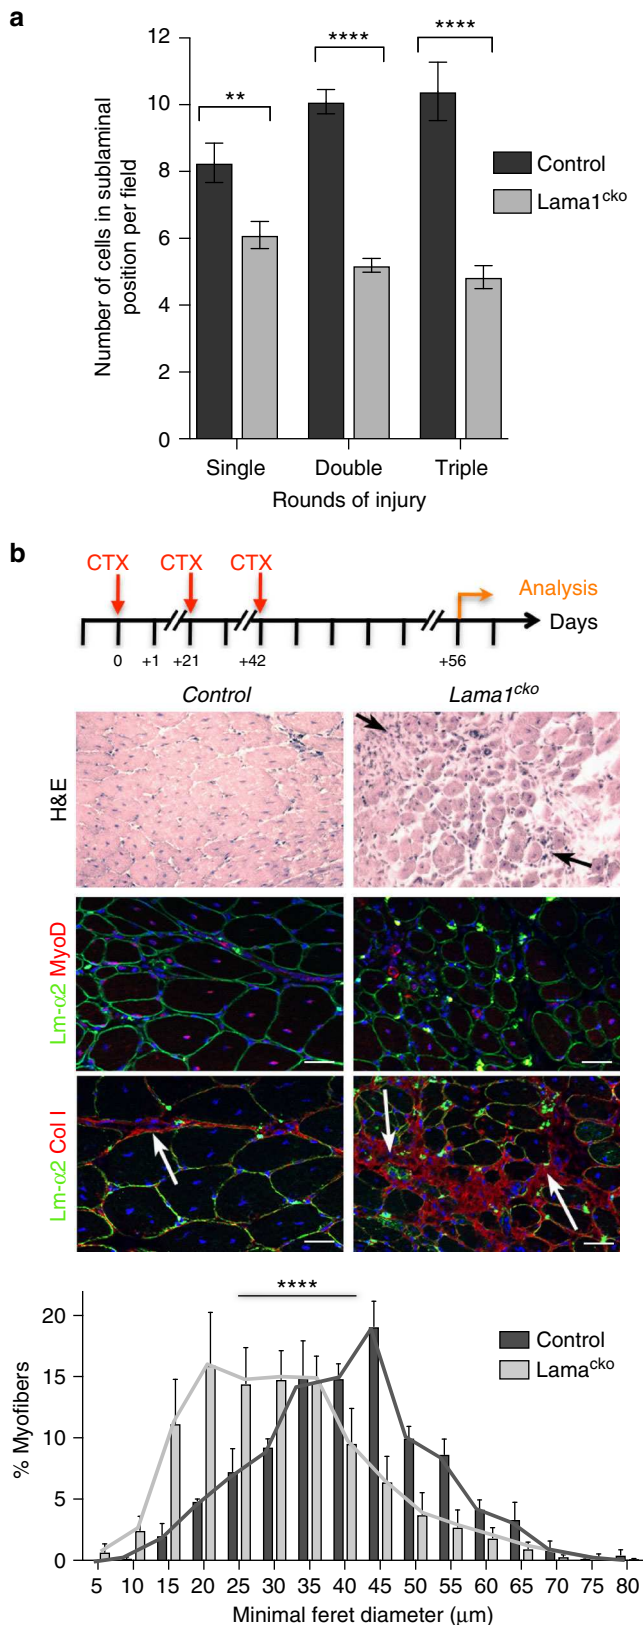 a
12
10
8
6
4
2
0
Number of cells in sublaminal
position per field
**
****
****
Control
Lama1cko
Single
Double
Triple
Rounds of injury
b
CTX
CTX
CTX
Analysis
Days
0
+1
+21
+42
+56
Control
Lama1cko
H&E
Lm-α2 MyoD
Lm-α2 Col I
****
20
15
10
5
0
% Myofibers
Control
Lamacko
5
10
15
20
25
30
35
40
45
50
55
60
65
70
75
80
Minimal feret diameter (μm)